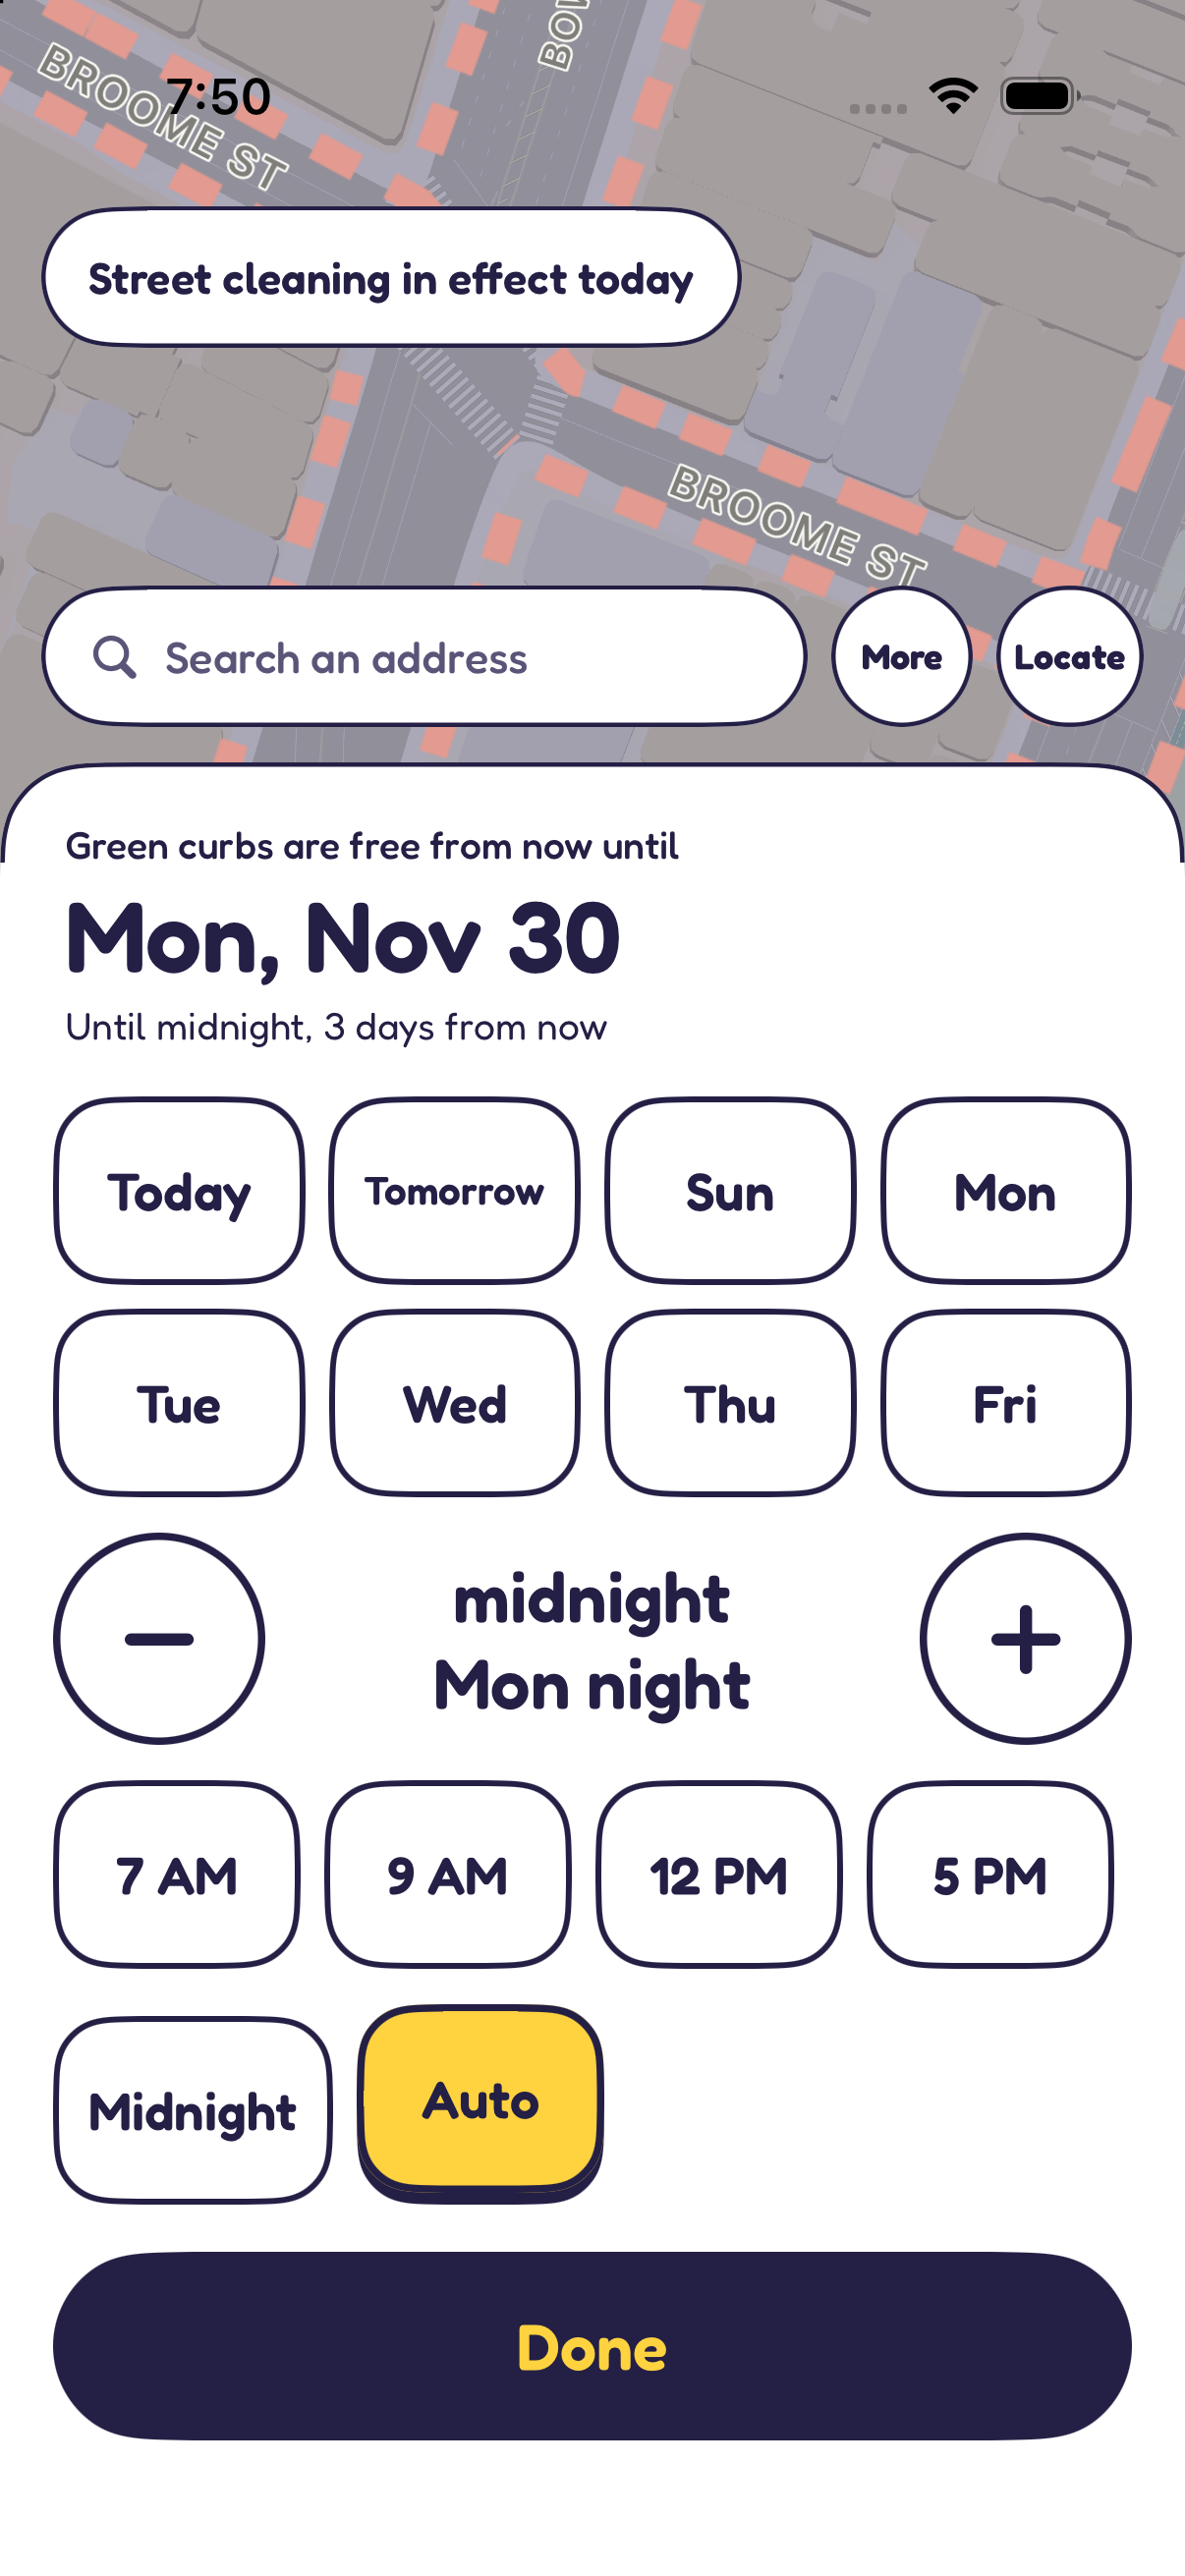 7:50
BROOME ST
Street cleaning in effect today
BROOME ST
Search an address
More
Locate
Green curbs are free from now until
Mon, Nov 30
Until midnight, 3 days from now
Today
Tomorrow
Sun
Mon
Tue
Wed
Thu
Fri
midnight
Mon night
7 AM
9 AM
12 PM
5 PM
Midnight
Auto
Done